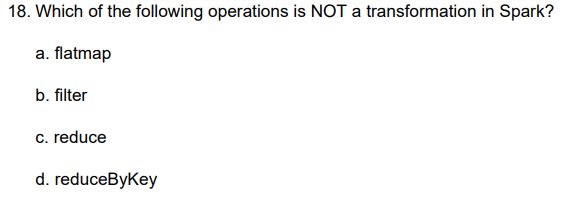 18. Which of the following operations is NOT a transformation in Spark?
a. flatmap
b. filter
c. reduce
d. reduceByKey